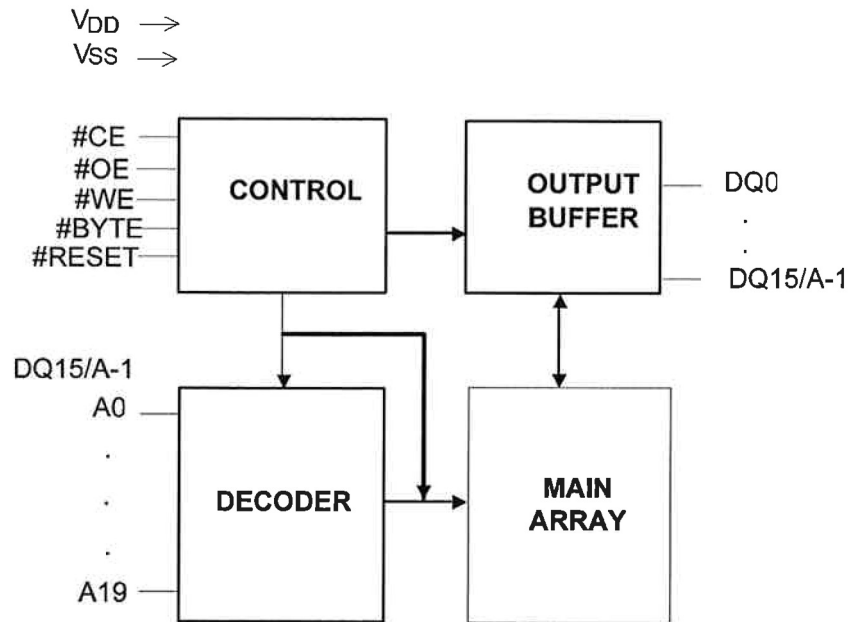 VDD
VSS
#CE
#OE
#WE
#BYTE
#RESET
CONTROL
OUTPUT
BUFFER
DQ0
.
.
DQ15/A-1
DQ15/A-1
A0
.
.
.
A19
DECODER
MAIN
ARRAY